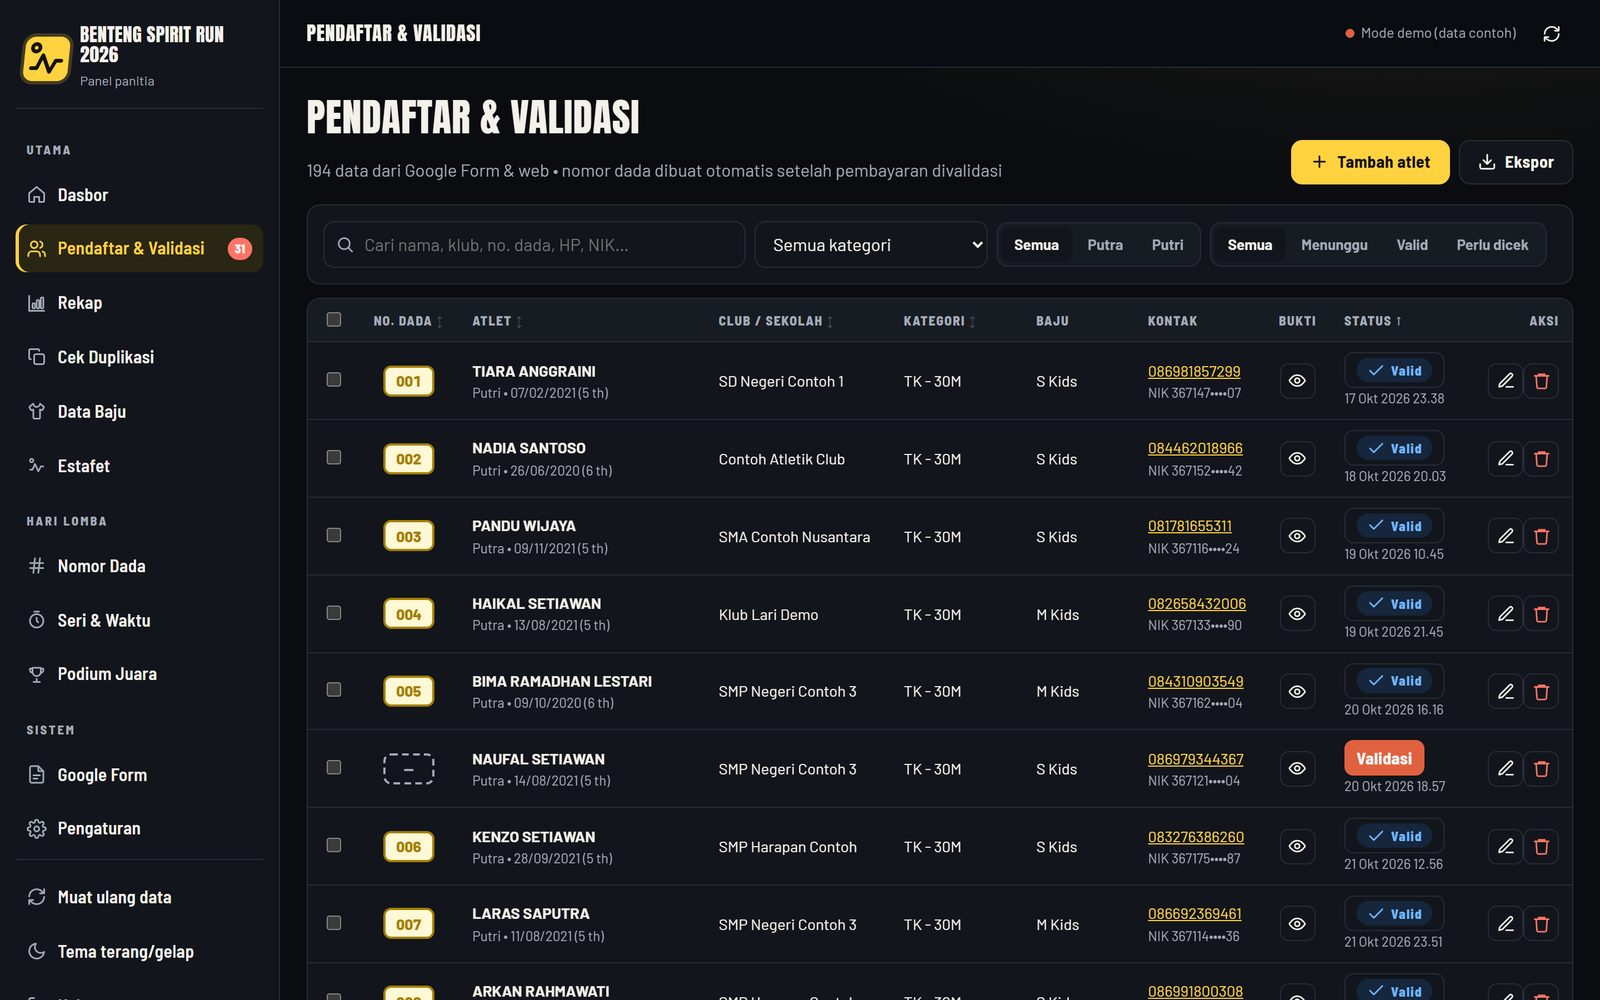 BENTENG SPIRIT RUN
2026
Panel panitia
UTAMA
Dasbor
Pendaftar & Validasi 31
Rekap
Cek Duplikasi
Data Baju
Estafet
HARI LOMBA
Nomor Dada
Seri & Waktu
Podium Juara
SISTEM
Google Form
Pengaturan
Muat ulang data
Tema terang/gelap
PENDAFTAR & VALIDASI
Mode demo (data contoh)
PENDAFTAR & VALIDASI
194 data dari Google Form & web • nomor dada dibuat otomatis setelah pembayaran divalidasi
+ Tambah atlet
Ekspor
Cari nama, klub, no. dada, HP, NIK...
Semua kategori
Semua Putra Putri
Semua Menunggu Valid Perlu dicek
NO. DADA ↕ ATLET ↕ CLUB / SEKOLAH ↕ KATEGORI ↕ BAJU KONTAK BUKTI STATUS ↑ AKSI
001 TIARA ANGGRAINI SD Negeri Contoh 1 TK - 30M S Kids 086981857299 Valid
Putri • 07/02/2021 (5 th) NIK 367147••••07 17 Okt 2026 23.38
002 NADIA SANTOSO Contoh Atletik Club TK - 30M S Kids 084462018966 Valid
Putri • 26/06/2020 (6 th) NIK 367152••••42 18 Okt 2026 20.03
003 PANDU WIJAYA SMA Contoh Nusantara TK - 30M S Kids 081781655311 Valid
Putra • 09/11/2021 (5 th) NIK 367116••••24 19 Okt 2026 10.45
004 HAIKAL SETIAWAN Klub Lari Demo TK - 30M M Kids 082658432006 Valid
Putra • 13/08/2021 (5 th) NIK 367133••••90 19 Okt 2026 21.45
005 BIMA RAMADHAN LESTARI SMP Negeri Contoh 3 TK - 30M M Kids 084310903549 Valid
Putra • 09/10/2020 (6 th) NIK 367162••••04 20 Okt 2026 16.16
– NAUFAL SETIAWAN SMP Negeri Contoh 3 TK - 30M S Kids 086979344367 Validasi
Putra • 14/08/2021 (5 th) NIK 367121••••04 20 Okt 2026 18.57
006 KENZO SETIAWAN SMP Harapan Contoh TK - 30M S Kids 083276386260 Valid
Putra • 28/09/2021 (5 th) NIK 367175••••87 21 Okt 2026 12.56
007 LARAS SAPUTRA SMP Negeri Contoh 3 TK - 30M M Kids 086692369461 Valid
Putri • 11/08/2021 (5 th) NIK 367114••••36 21 Okt 2026 23.51
ARKAN RAHMAWATI 086991800308 Valid